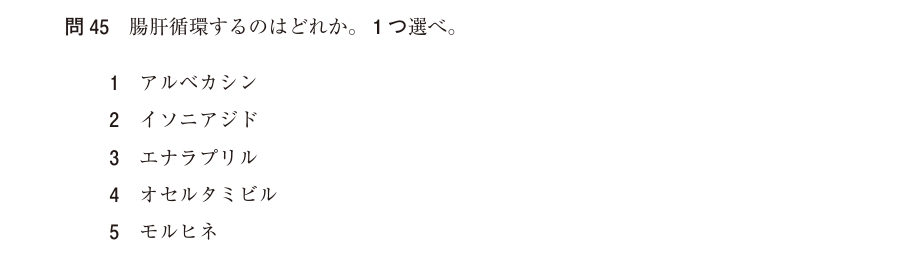 問 45 腸肝循環するのはどれか。1つ選べ。
1 アルベカシン
2 イソニアジド
3 エナラプリル
4 オセルタミビル
5 モルヒネ